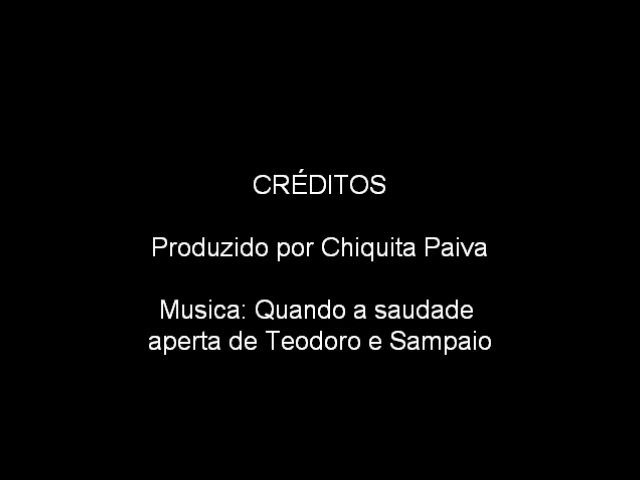 CRÉDITOS
Produzido por Chiquita Paiva
Musica: Quando a saudade
aperta de Teodoro e Sampaio